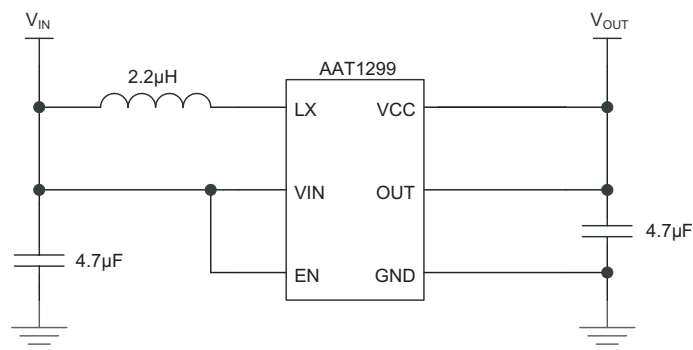 VIN
VOUT
2.2µH
AAT1299
LX
VCC
VIN
OUT
4.7µF
4.7µF
EN
GND